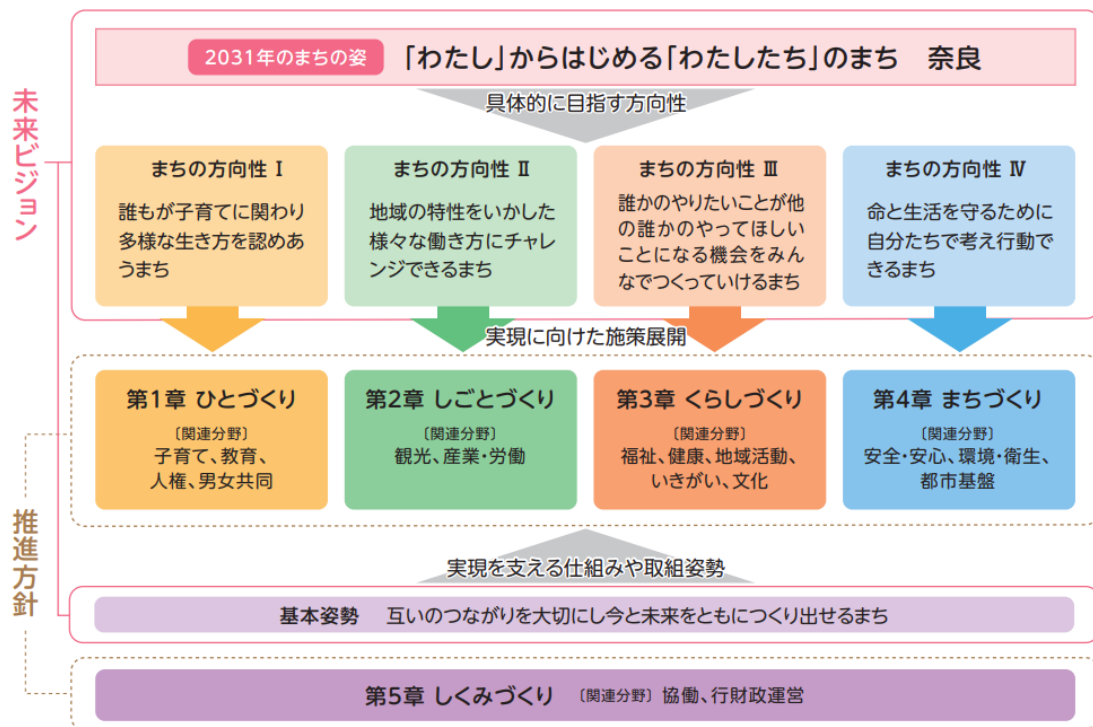 2031年のまちの姿 「わたし」からはじめる「わたしたち」のまち 奈良
具体的に目指す方向性
未来ビジョン
まちの方向性 Ⅰ
誰もが子育てに関わり
多様な生き方を認めあ
うまち
まちの方向性 Ⅱ
地域の特性をいかした
様々な働き方にチャレ
ンジできるまち
まちの方向性 Ⅲ
誰かのやりたいことが他
の誰かのやってほしい
ことになる機会をみん
なでつくっていけるまち
まちの方向性 Ⅳ
命と生活を守るために
自分たちで考え行動で
きるまち
実現に向けた施策展開
推進方針
第1章 ひとづくり
〔関連分野〕
子育て、教育、
人権、男女共同
第2章 しごとづくり
〔関連分野〕
観光、産業・労働
第3章 くらしづくり
〔関連分野〕
福祉、健康、地域活動、
いきがい、文化
第4章 まちづくり
〔関連分野〕
安全・安心、環境・衛生、
都市基盤
実現を支える仕組みや取組姿勢
基本姿勢 互いのつながりを大切にし今と未来をともにつくり出せるまち
第5章 しくみづくり 〔関連分野〕 協働、行財政運営